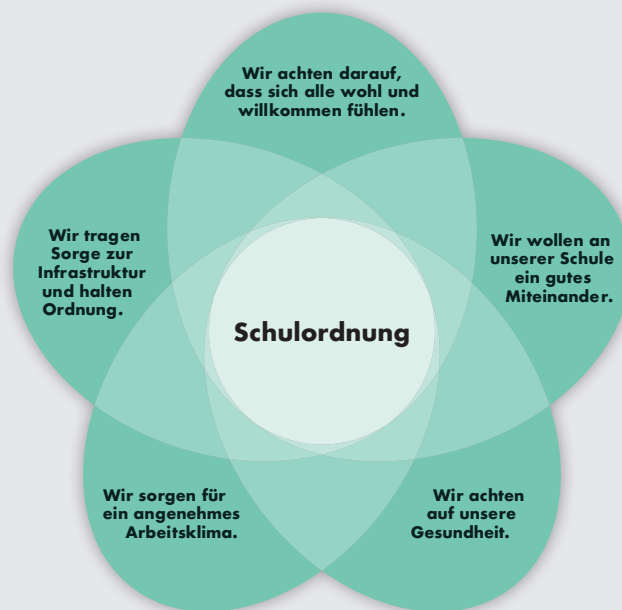 Wir achten darauf,
dass sich alle wohl und
willkommen fühlen.
Wir tragen
Sorge zur
Infrastruktur
und halten
Ordnung.
Wir wollen an
unserer Schule
ein gutes
Miteinander.
Schulordnung
Wir sorgen für
ein angenehmes
Arbeitsklima.
Wir achten
auf unsere
Gesundheit.